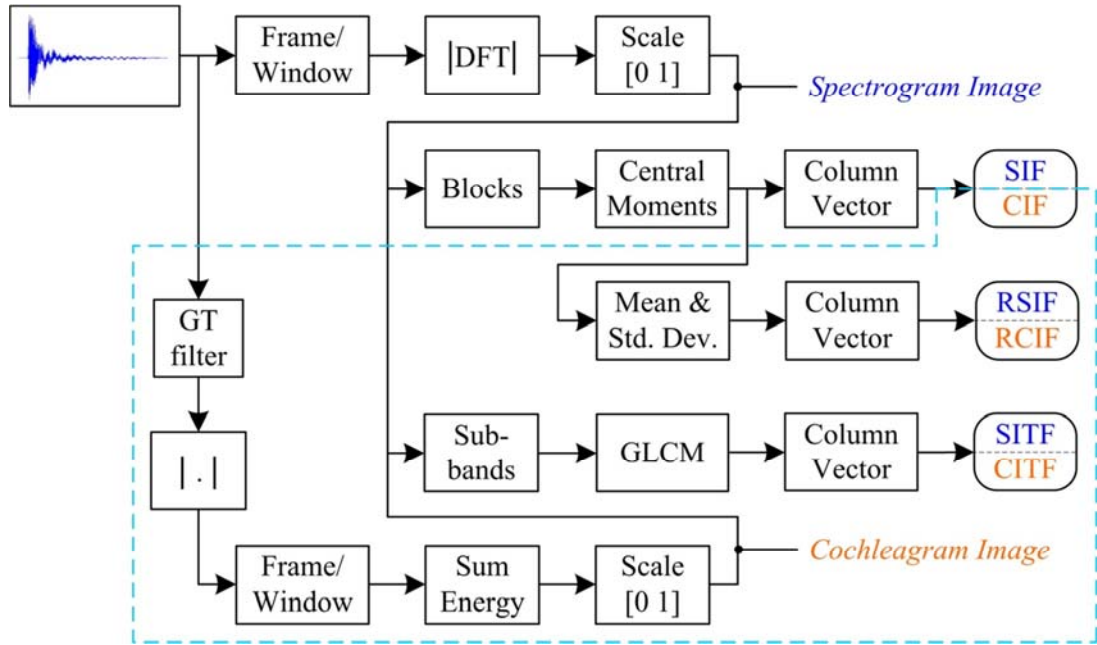 Frame/
Window
|DFT|
Scale
[0 1]
Spectrogram Image
Blocks
Central
Moments
Column
Vector
SIF
CIF
GT
filter
Mean &
Std. Dev.
Column
Vector
RSIF
RCIF
| . |
Sub-
bands
GLCM
Column
Vector
SITF
CITF
Frame/
Window
Sum
Energy
Scale
[0 1]
Cochleagram Image